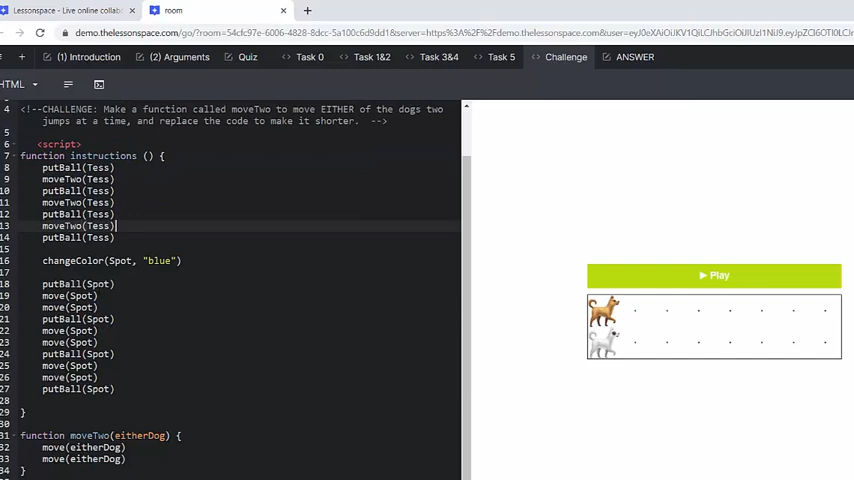 Lessonspace - Live online collab
room
demo.thelessonspace.com/go/?room=54cfc97e-6006-4828-8dcc-5a100c6d9dd1&server=https%3A%2F%2Fdemo.thelessonspace.com&user=
(1) Introduction
(2) Arguments
Quiz
Task 0
Task 1&2
Task 3&4
Task 5
Challenge
ANSWER
HTML
4 <!--CHALLENGE: Make a function called moveTwo to move EITHER of the dogs two
jumps at a time, and replace the code to make it shorter. -->
5
6 <script>
7 function instructions () {
8 putBall(Tess)
9 moveTwo(Tess)
10 putBall(Tess)
11 moveTwo(Tess)
12 putBall(Tess)
13 moveTwo(Tess)
14 putBall(Tess)
15
16 changeColor(Spot, "blue")
17
18 putBall(Spot)
19 move(Spot)
20 move(Spot)
21 putBall(Spot)
22 move(Spot)
23 move(Spot)
24 putBall(Spot)
25 move(Spot)
26 move(Spot)
27 putBall(Spot)
28
29 }
30
31 function moveTwo(eitherDog) {
32 move(eitherDog)
33 move(eitherDog)
34 }
Play